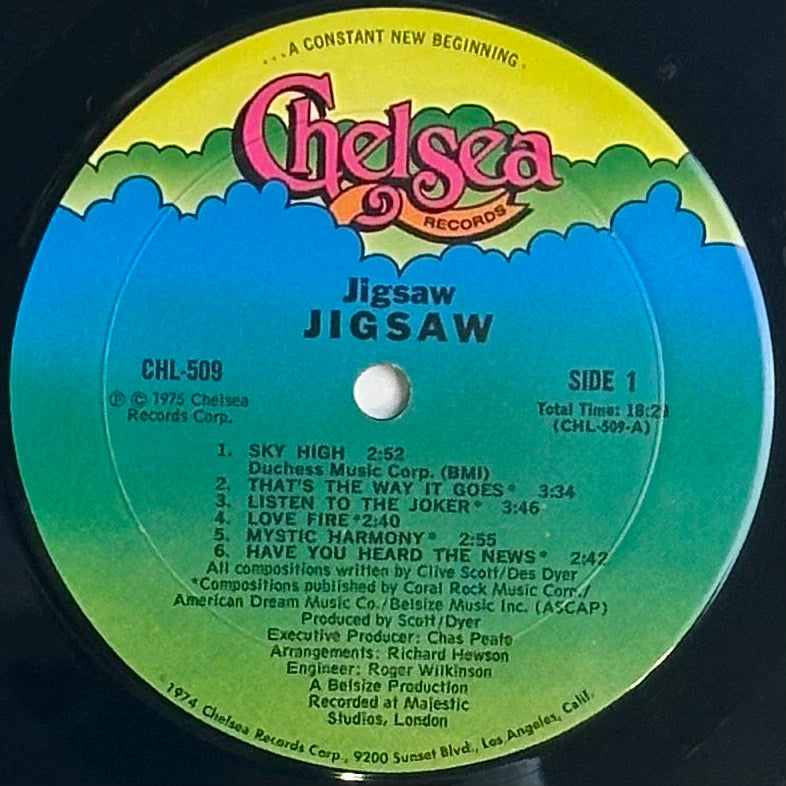 ...A CONSTANT NEW BEGINNING.
Chelsea
RECORDS
Jigsaw
JIGSAW
CHL-509
SIDE 1
℗ © 1975 Chelsea
Records Corp.
Total Time: 18:29
(CHL-509-A)
1. SKY HIGH 2:52
Duchess Music Corp. (BMI)
2. THAT'S THE WAY IT GOES* 3:34
3. LISTEN TO THE JOKER* 3:46
4. LOVE FIRE*2:40
5. MYSTIC HARMONY* 2:55
6. HAVE YOU HEARD THE NEWS* 2:42
All compositions written by Clive Scott/Des Dyer
*Compositions published by Coral Rock Music Corp./
American Dream Music Co./Belsize Music Inc. (ASCAP)
Produced by Scott/Dyer
Executive Producer: Chas Peate
Arrangements: Richard Hewson
Engineer: Roger Wilkinson
A Belsize Production
Recorded at Majestic
Studios, London
1974 Chelsea Records Corp., 9200 Sunset Blvd., Los Angeles, Calif.